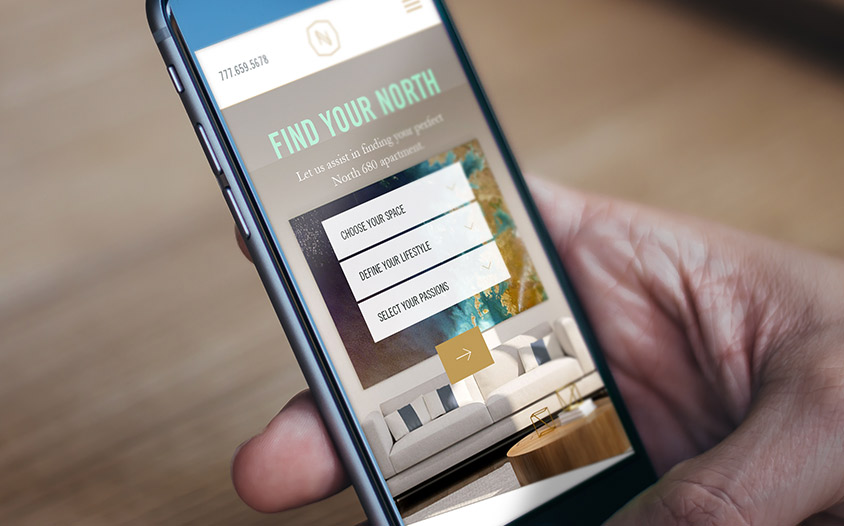 777.659.5678
N
FIND YOUR NORTH
Let us assist in finding your perfect
North 680 apartment
CHOOSE YOUR SPACE
DEFINE YOUR LIFESTYLE
SELECT YOUR PASSIONS